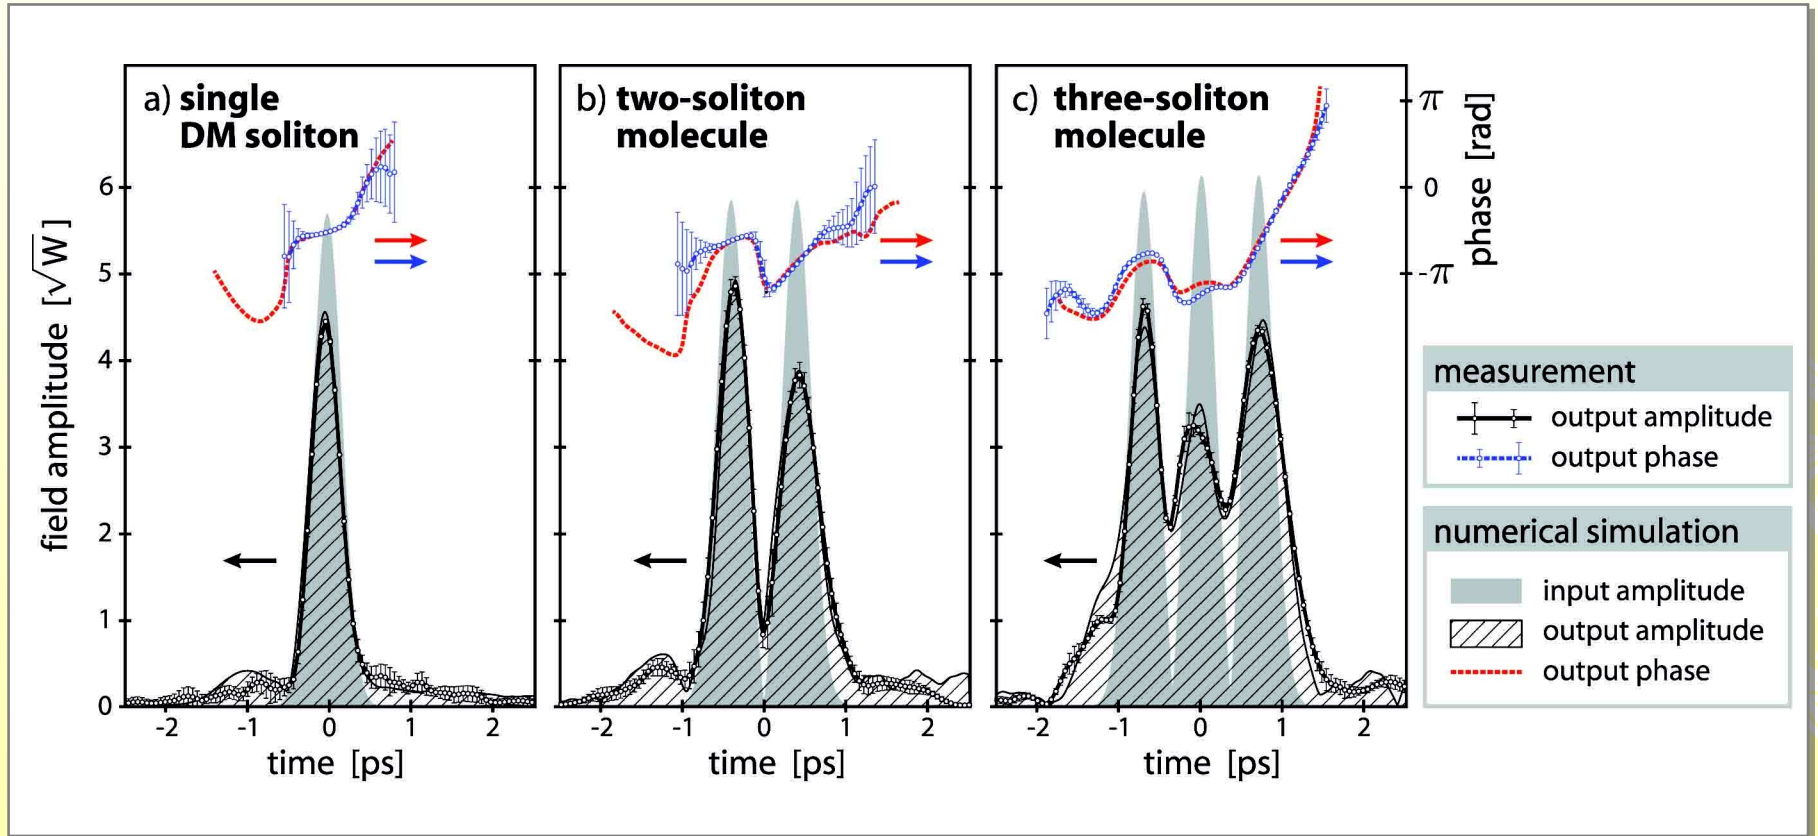 a) single
DM soliton
b) two-soliton
molecule
c) three-soliton
molecule
field amplitude [√W]
6
5
4
3
2
1
0
-2
-1
0
1
2
time [ps]
-2
-1
0
1
2
time [ps]
-2
-1
0
1
2
time [ps]
π
0
-π
phase [rad]
measurement
output amplitude
output phase
numerical simulation
input amplitude
output amplitude
output phase